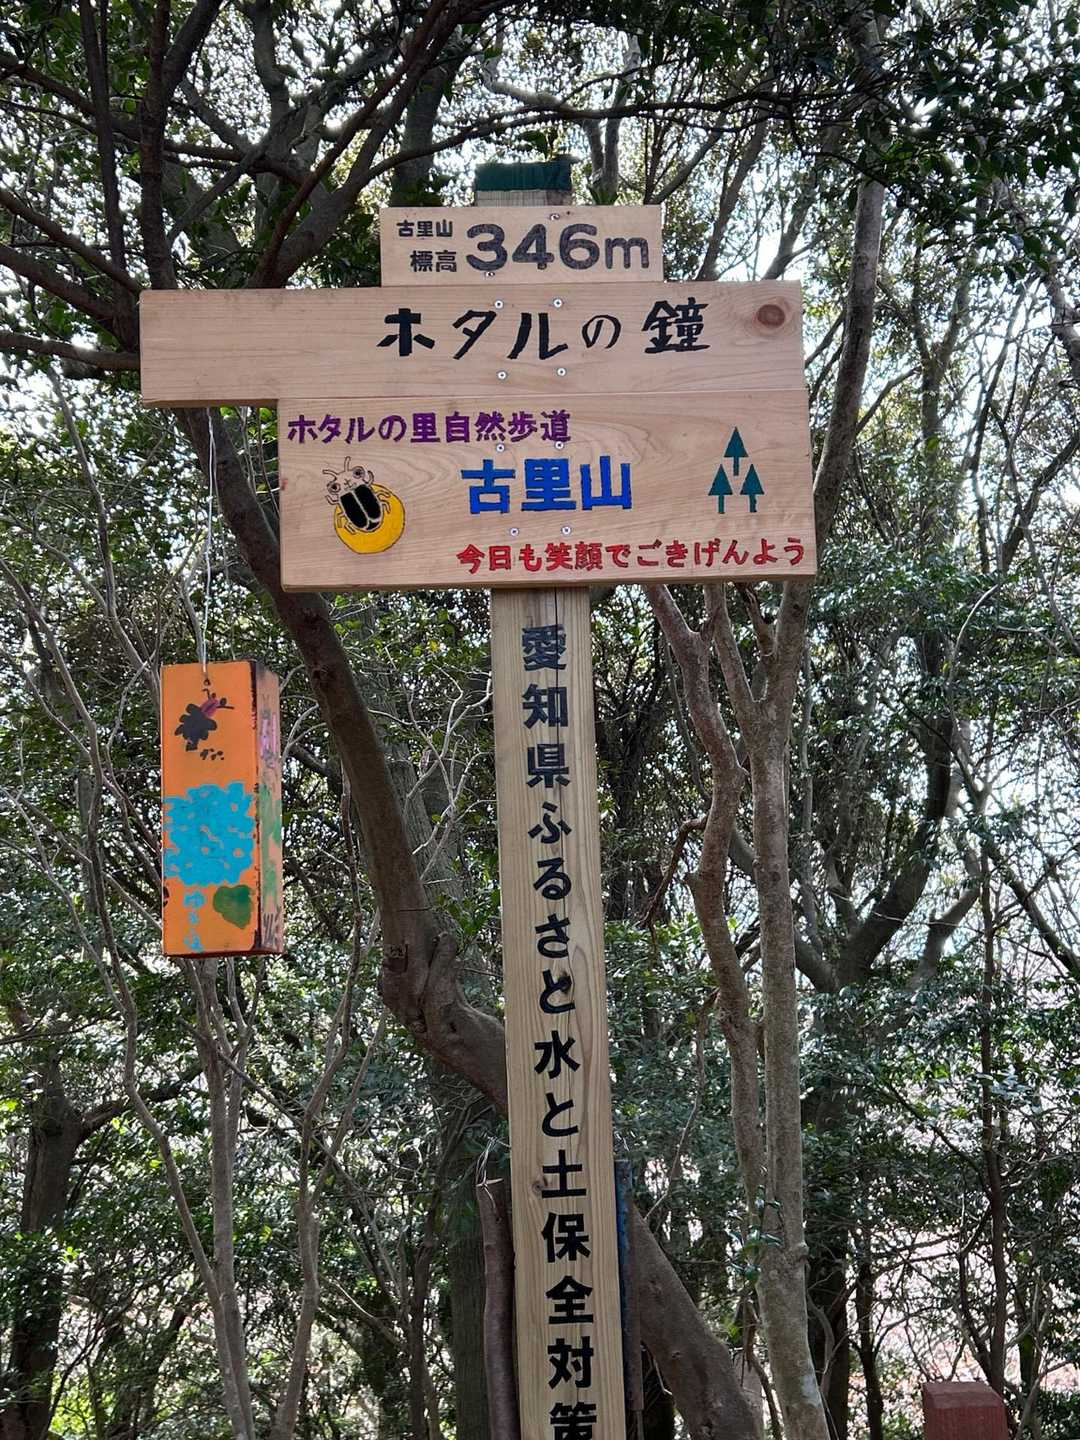 古里山
標高 346m
ホタルの鐘
ホタルの里自然歩道
古里山
今日も笑顔でごきげんよう
愛知県ふるさと水と土保全対策